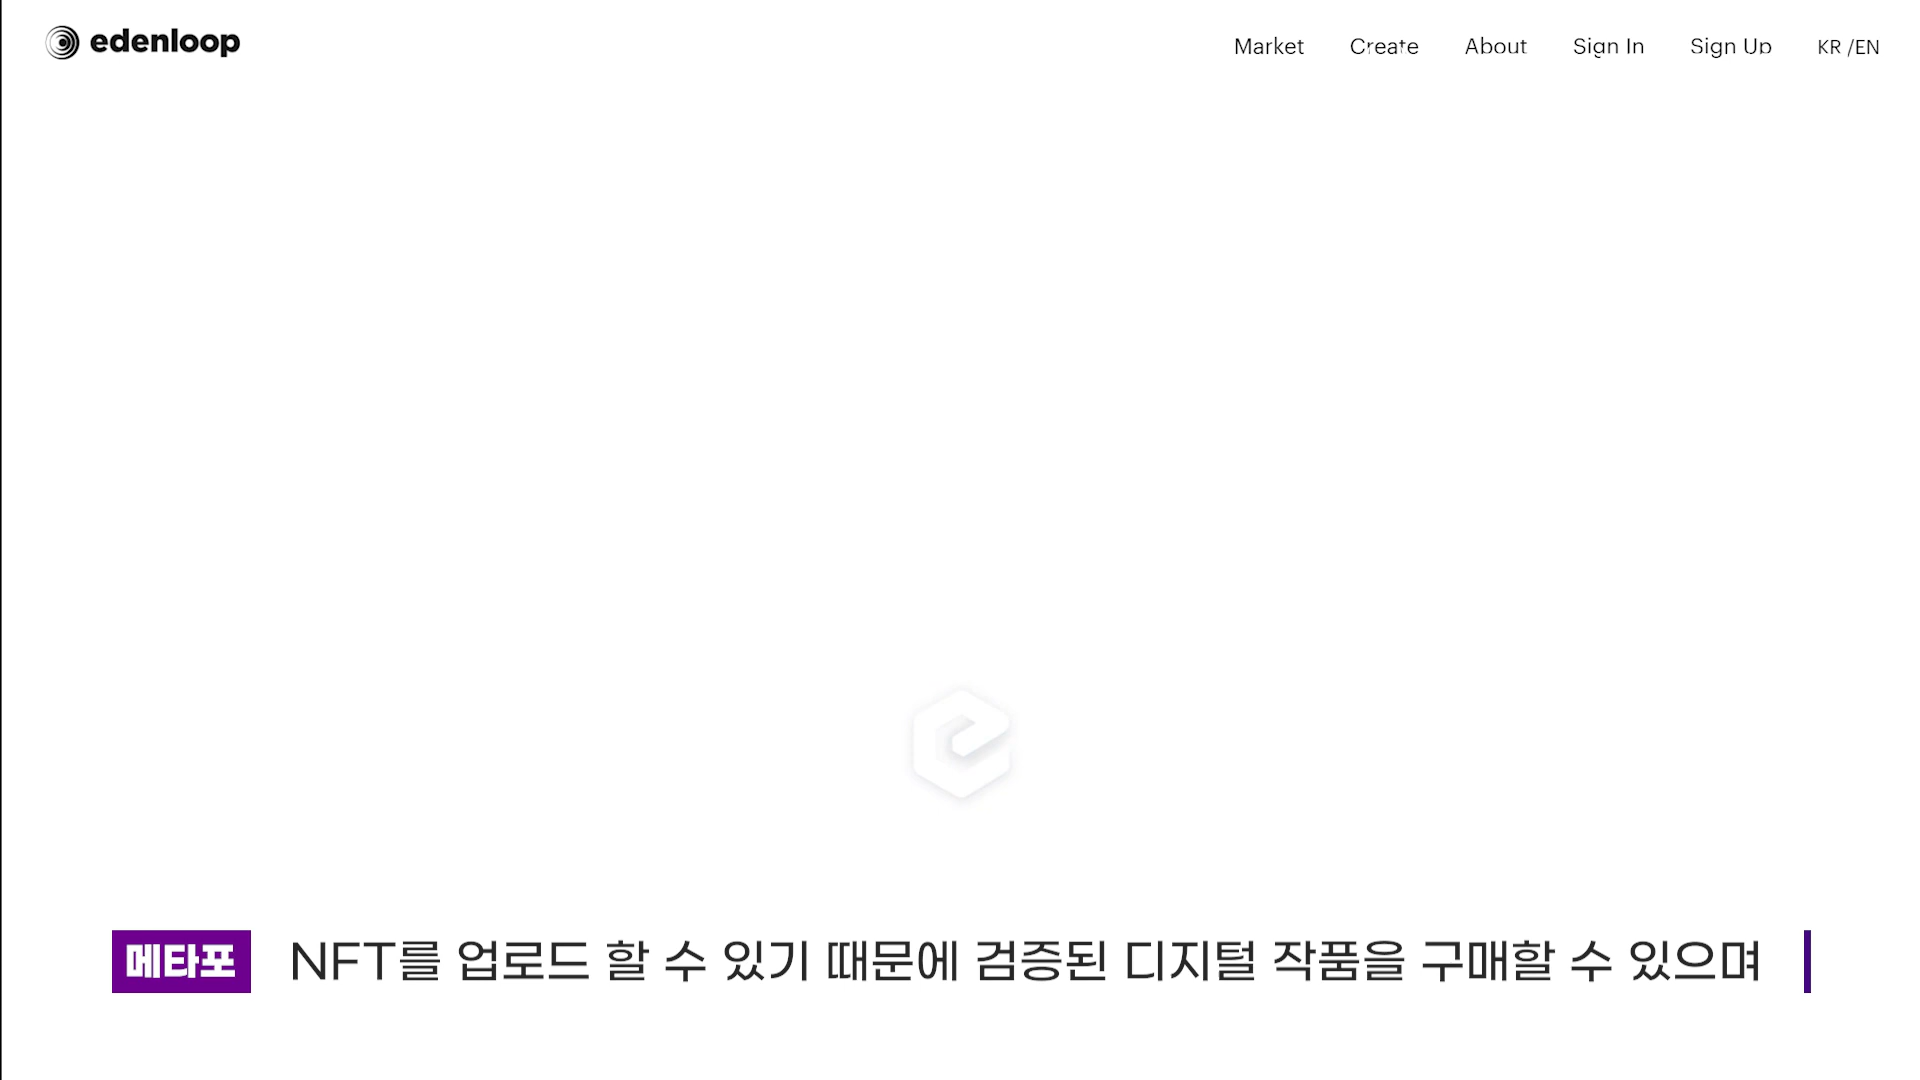 edenloop
Market Create About Sign In Sign Up KR /EN
메타포 NFT를 업로드 할 수 있기 때문에 검증된 디지털 작품을 구매할 수 있으며